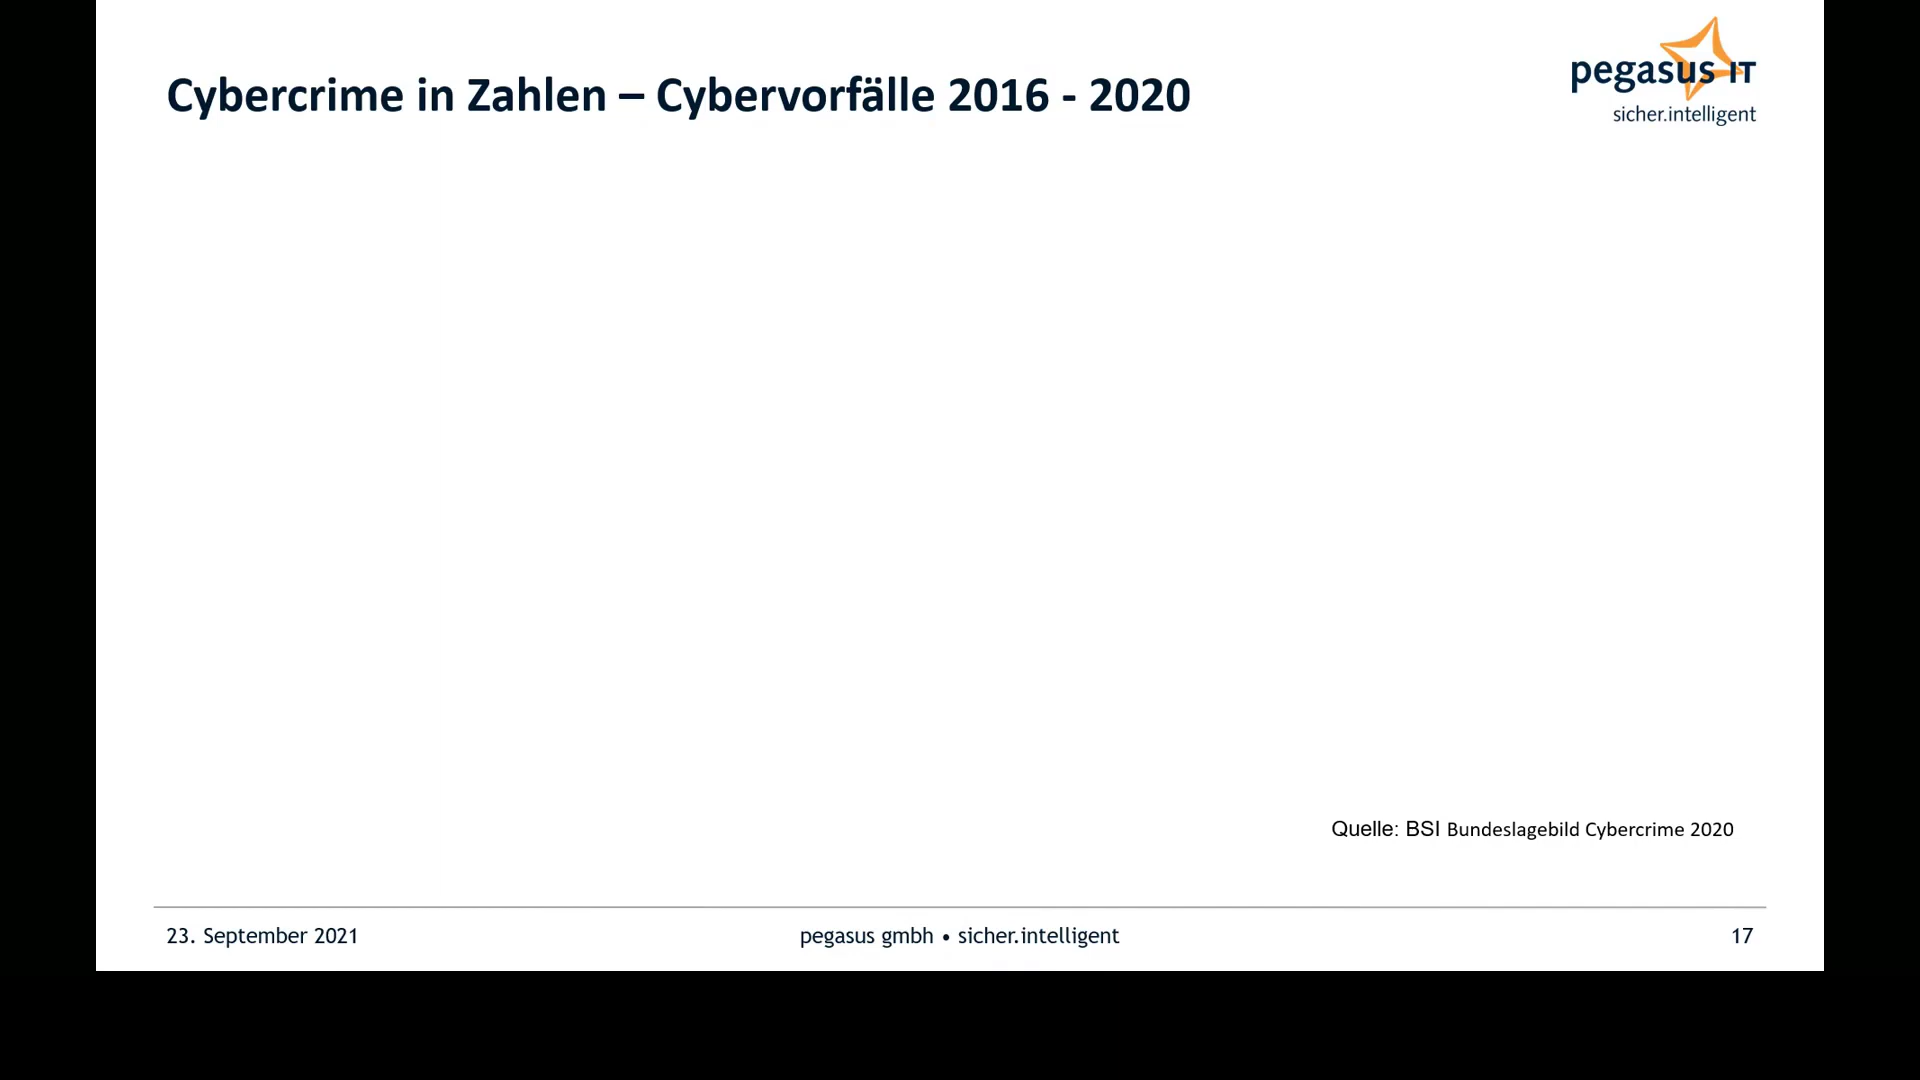 Cybercrime in Zahlen – Cybervorfälle 2016 - 2020
pegasus IT
sicher.intelligent
Quelle: BSI Bundeslagebild Cybercrime 2020
23. September 2021
pegasus gmbh • sicher.intelligent
17